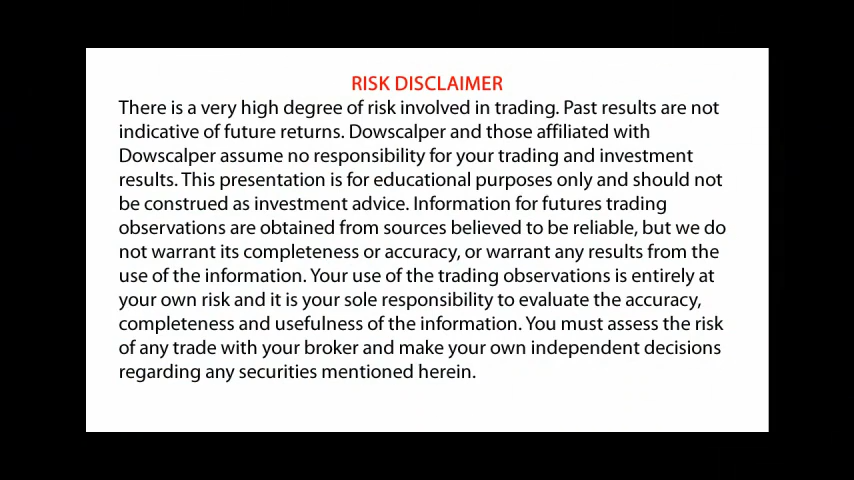 RISK DISCLAIMER
There is a very high degree of risk involved in trading. Past results are not
indicative of future returns. Dowscalper and those affiliated with
Dowscalper assume no responsibility for your trading and investment
results. This presentation is for educational purposes only and should not
be construed as investment advice. Information for futures trading
observations are obtained from sources believed to be reliable, but we do
not warrant its completeness or accuracy, or warrant any results from the
use of the information. Your use of the trading observations is entirely at
your own risk and it is your sole responsibility to evaluate the accuracy,
completeness and usefulness of the information. You must assess the risk
of any trade with your broker and make your own independent decisions
regarding any securities mentioned herein.